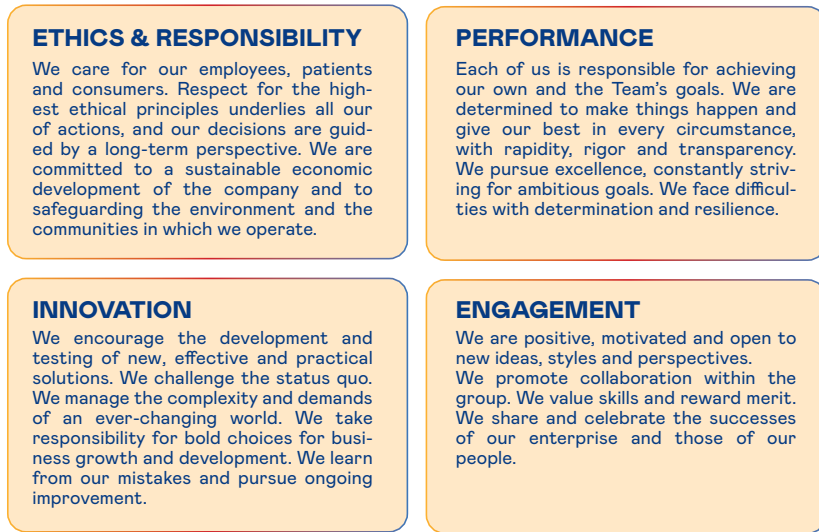 ETHICS & RESPONSIBILITY
We care for our employees, patients
and consumers. Respect for the high-
est ethical principles underlies all our
of actions, and our decisions are guid-
ed by a long-term perspective. We are
committed to a sustainable economic
development of the company and to
safeguarding the environment and the
communities in which we operate.
PERFORMANCE
Each of us is responsible for achieving
our own and the Team's goals. We are
determined to make things happen and
give our best in every circumstance,
with rapidity, rigor and transparency.
We pursue excellence, constantly striv-
ing for ambitious goals. We face difficul-
ties with determination and resilience.
INNOVATION
We encourage the development and
testing of new, effective and practical
solutions. We challenge the status quo.
We manage the complexity and demands
of an ever-changing world. We take
responsibility for bold choices for busi-
ness growth and development. We learn
from our mistakes and pursue ongoing
improvement.
ENGAGEMENT
We are positive, motivated and open to
new ideas, styles and perspectives.
We promote collaboration within the
group. We value skills and reward merit.
We share and celebrate the successes
of our enterprise and those of our
people.